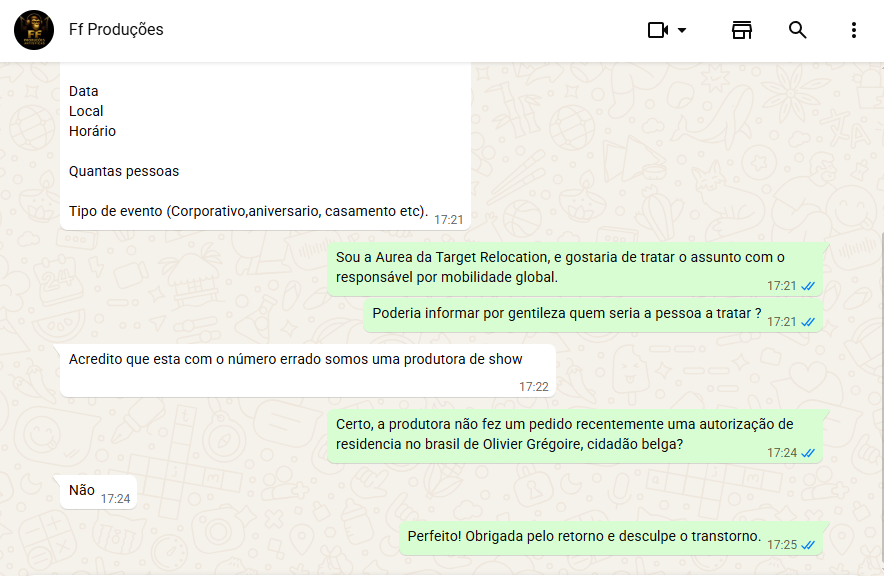 Ff Produções
FF
Data
Local
Horário
Quantas pessoas
Tipo de evento (Corporativo,aniversario, casamento etc). 17:21
Sou a Aurea da Target Relocation, e gostaria de tratar o assunto com o
responsável por mobilidade global.
17:21
Poderia informar por gentileza quem seria a pessoa a tratar ? 17:21
Acredito que esta com o número errado somos uma produtora de show
17:22
Certo, a produtora não fez um pedido recentemente uma autorização de
residencia no brasil de Olivier Grégoire, cidadão belga?
17:24
Não 17:24
Perfeito! Obrigada pelo retorno e desculpe o transtorno. 17:25